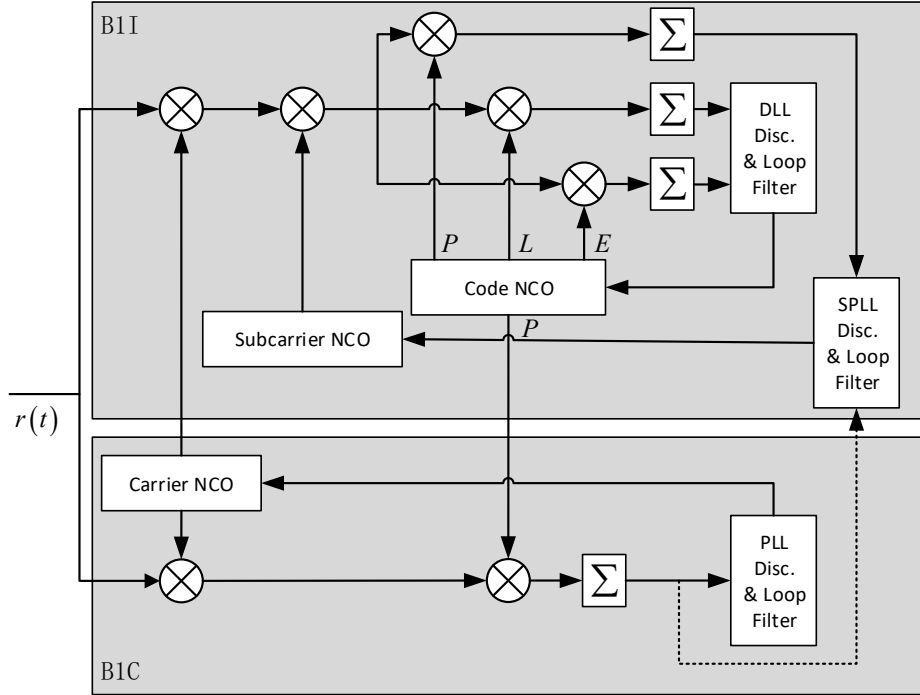 B1I
Σ
Σ
DLL
Disc.
& Loop
Filter
Σ
P
L
E
Code NCO
P
Subcarrier NCO
SPLL
Disc.
& Loop
Filter
r(t)
Carrier NCO
Σ
PLL
Disc.
& Loop
Filter
B1C